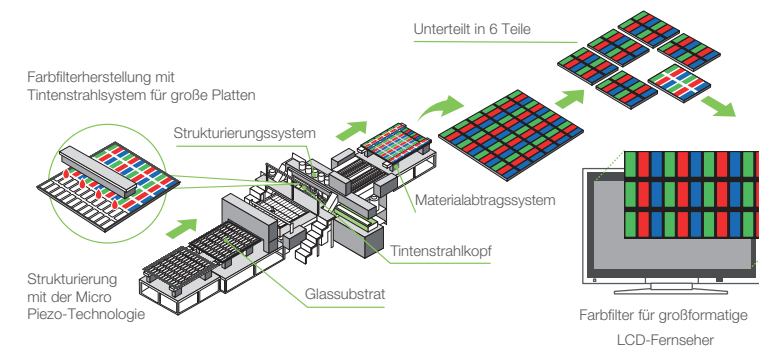 Unterteilt in 6 Teile
Farbfilterherstellung mit
Tintenstrahlsystem für große Platten
Strukturierungssystem
Materialabtragssystem
Tintenstrahlkopf
Strukturierung
mit der Micro
Piezo-Technologie
Glassubstrat
Farbfilter für großformatige
LCD-Fernseher